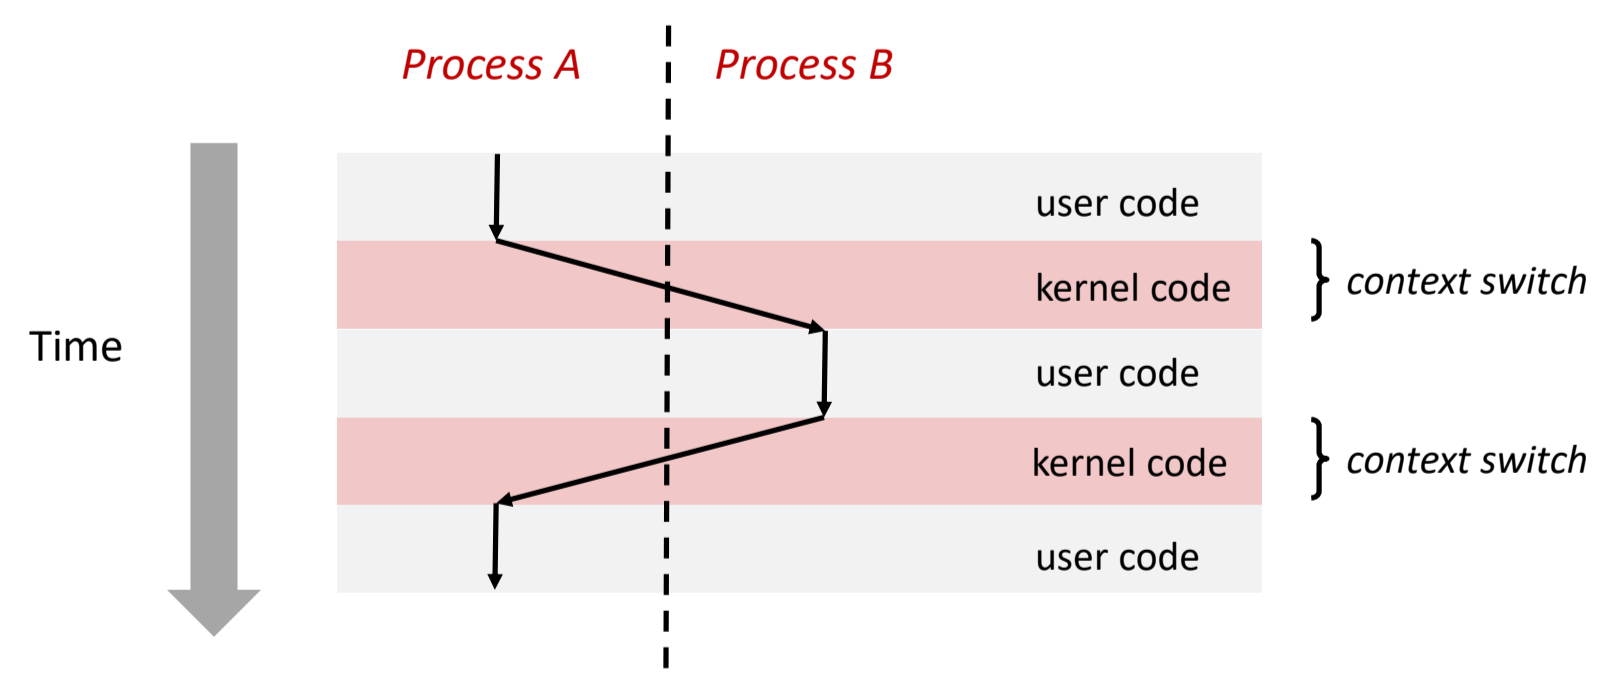 Process A
Process B
user code
kernel code
context switch
Time
user code
kernel code
context switch
user code